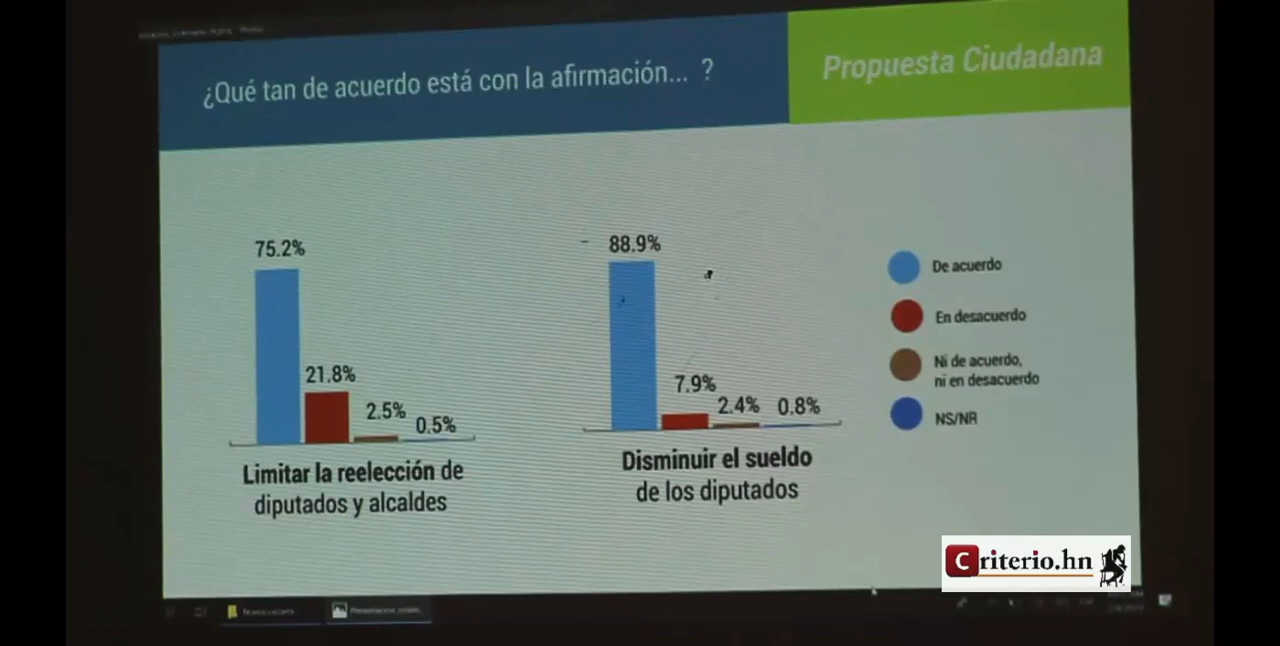 ¿Qué tan de acuerdo está con la afirmación... ?
Propuesta Ciudadana
75.2%
21.8%
2.5%
0.5%
Limitar la reelección de
diputados y alcaldes
88.9%
7.9%
2.4%
0.8%
Disminuir el sueldo
de los diputados
De acuerdo
En desacuerdo
Ni de acuerdo,
ni en desacuerdo
NS/NR
Criterio.hn